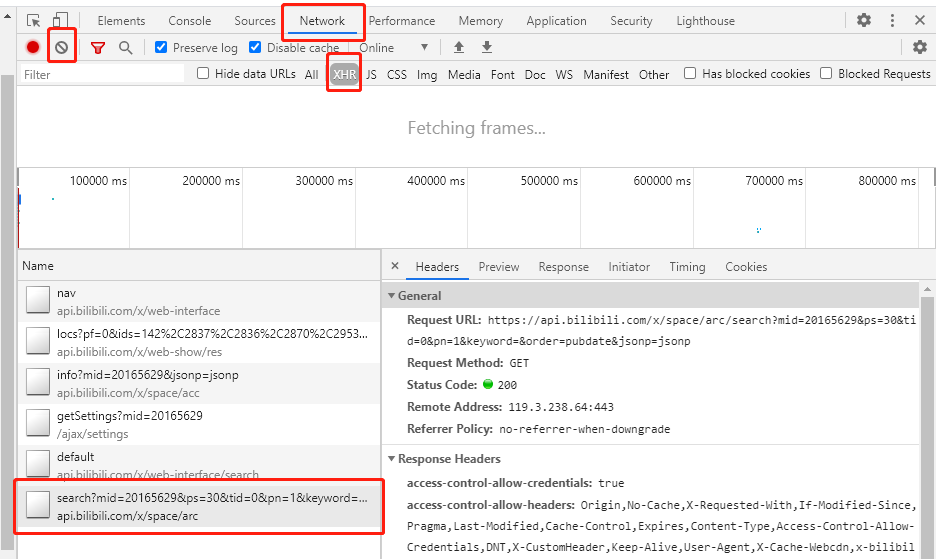 Elements Console Sources Network Performance Memory Application Security Lighthouse
Preserve log Disable cache Online
Filter Hide data URLs All XHR JS CSS Img Media Font Doc WS Manifest Other Has blocked cookies Blocked Requests
Fetching frames...
100000 ms 200000 ms 300000 ms 400000 ms 500000 ms 600000 ms 700000 ms 800000 ms
Name
nav
api.bilibili.com/x/web-interface
locs?pf=0&ids=142%2C2837%2C2836%2C2870%2C2953...
api.bilibili.com/x/web-show/res
info?mid=20165629&jsonp=jsonp
api.bilibili.com/x/space/acc
getSettings?mid=20165629
/ajax/settings
default
api.bilibili.com/x/web-interface/search
search?mid=20165629&ps=30&tid=0&pn=1&keyword=...
api.bilibili.com/x/space/arc
Headers Preview Response Initiator Timing Cookies
General
Request URL: https://api.bilibili.com/x/space/arc/search?mid=20165629&ps=30&ti
d=0&pn=1&keyword=&order=pubdate&jsonp=jsonp
Request Method: GET
Status Code: 200
Remote Address: 119.3.238.64:443
Referrer Policy: no-referrer-when-downgrade
Response Headers
access-control-allow-credentials: true
access-control-allow-headers: Origin,No-Cache,X-Requested-With,If-Modified-Since,
Pragma,Last-Modified,Cache-Control,Expires,Content-Type,Access-Control-Allow-
Credentials,DNT,X-CustomHeader,Keep-Alive,User-Agent,X-Cache-Webcdn,x-bilibil